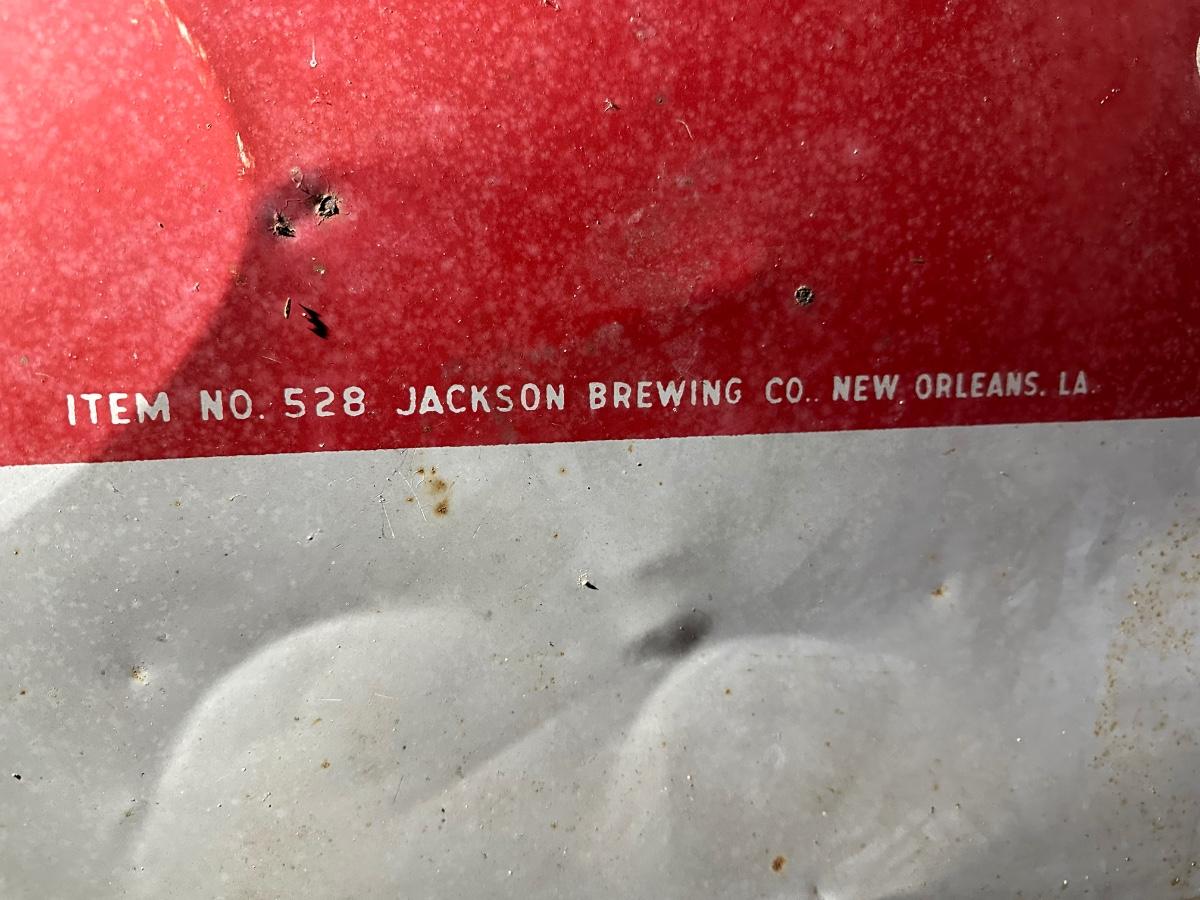 ITEM NO. 528 JACKSON BREWING CO., NEW ORLEANS, LA.